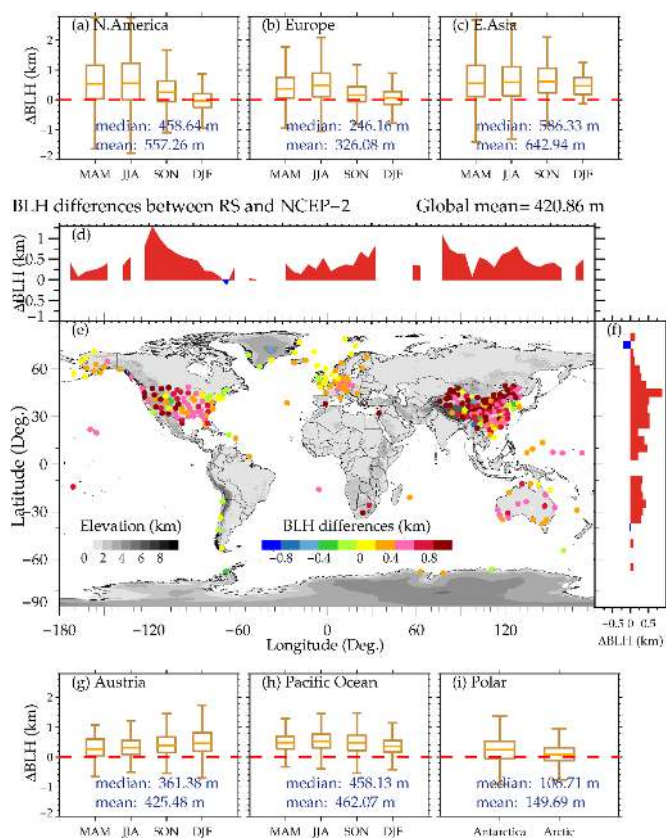 (a) N.America (b) Europe (c) E.Asia
ΔBLH (km)
2
1
0
-1
-2
median: 458.64 m median: 246.16 m median: 586.33 m
mean: 557.26 m mean: 326.08 m mean: 642.94 m
MAM JJA SON DJF MAM JJA SON DJF MAM JJA SON DJF
BLH differences between RS and NCEP−2 Global mean= 420.86 m
(d)
ΔBLH (km)
1
0.5
0
0.5
1
(e) (f)
Latitude (Deg.)
60
30
0
−30
−60
−90
Elevation (km) BLH differences (km)
0 2 4 6 8 −0.8 −0.4 0 0.4 0.8
−180 −120 −60 0 60 120
Longitude (Deg.)
−0.5 0 0.5
ΔBLH (km)
(g) Austria (h) Pacific Ocean (i) Polar
ΔBLH (km)
2
1
0
-1
-2
median: 361.38 m median: 458.13 m median: 106.71 m
mean: 425.48 m mean: 462.07 m mean: 149.69 m
MAM JJA SON DJF MAM JJA SON DJF Antarctica Arctic